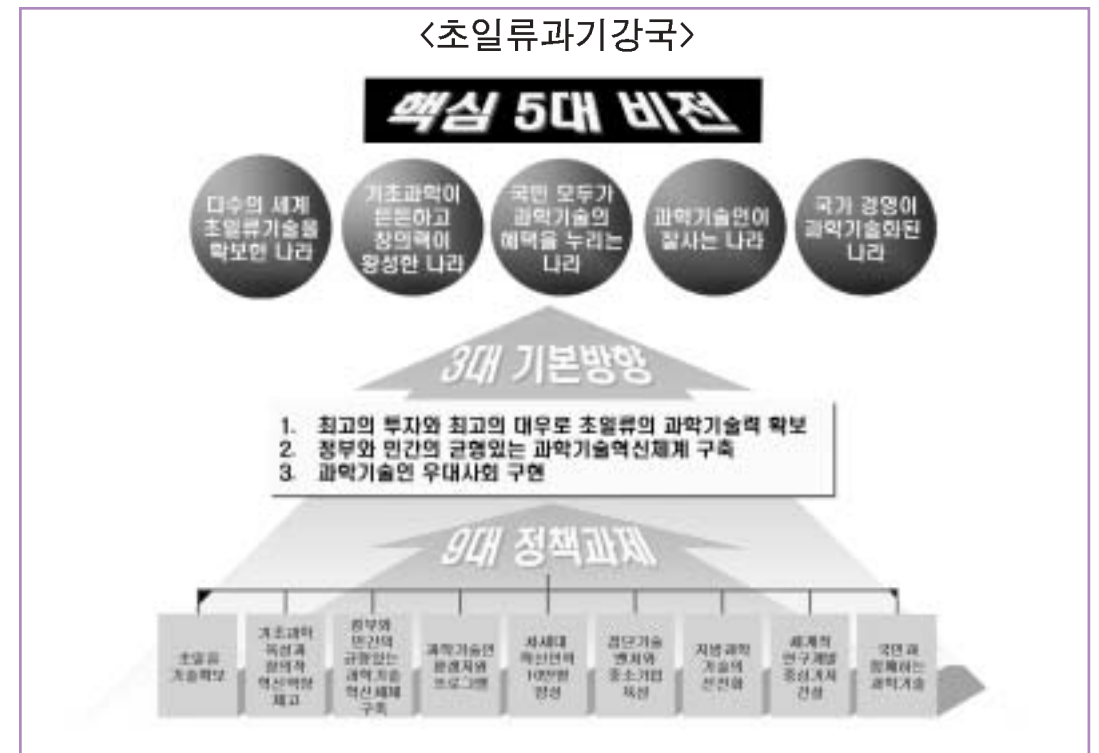 <초일류과기강국>
핵심 5대 비전
다수의 세계
초일류기술을
확보한 나라
기초과학이
튼튼하고
창의력이
왕성한 나라
국민 모두가
과학기술의
혜택을 누리는
나라
과학기술인이
잘사는 나라
국가 경영이
과학기술화된
나라
3대 기본방향
1. 최고의 투자와 최고의 대우로 초일류의 과학기술력 확보
2. 정부와 민간의 균형있는 과학기술혁신체계 구축
3. 과학기술인 우대사회 구현
9대 정책과제
초일류
기술확보
기초과학
육성과
창의적
혁신역량
제고
정부와
민간의
균형있는
과학기술
혁신체제
구축
과학기술인
프로그램
차세대
혁신인력
10만명
양성
첨단기술
벤처와
중소기업
육성
지방과학
기술의
선진화
세계적
연구개발
중심기지
건설
국민과
함께하는
과학기술